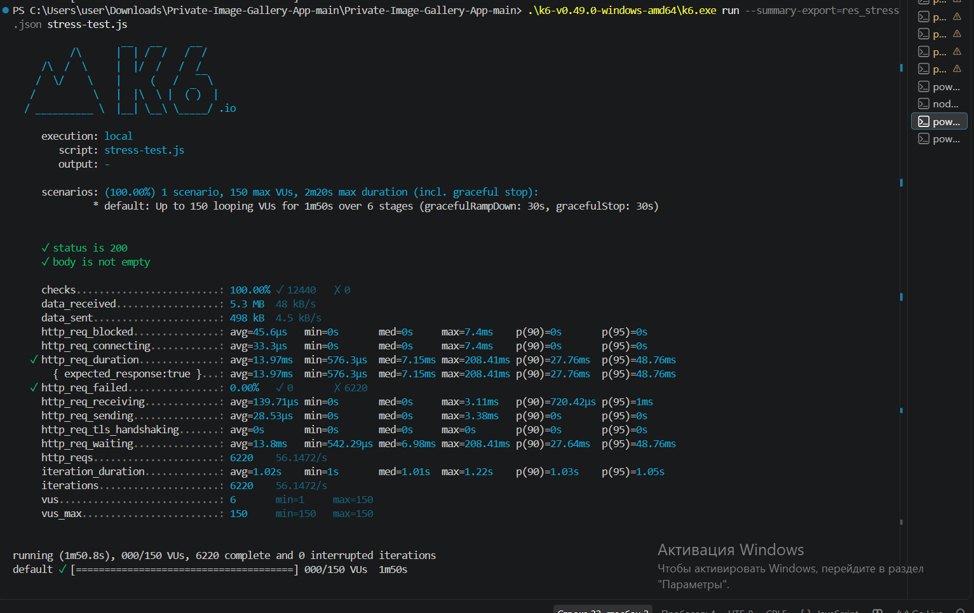 PS C:\Users\user\Downloads\Private-Image-Gallery-App-main\Private-Image-Gallery-App-main> .\k6-v0.49.0-windows-amd64\k6.exe run --summary-export=res_stress
.json stress-test.js
.io
execution: local
script: stress-test.js
output: -
scenarios: (100.00%) 1 scenario, 150 max VUs, 2m20s max duration (incl. graceful stop):
* default: Up to 150 looping VUs for 1m50s over 6 stages (gracefulRampDown: 30s, gracefulStop: 30s)
✓ status is 200
✓ body is not empty
checks.........................: 100.00% ✓ 12440 ✗ 0
data_received..................: 5.3 MB 48 kB/s
data_sent......................: 498 kB 4.5 kB/s
http_req_blocked...............: avg=45.6µs min=0s med=0s max=7.4ms p(90)=0s p(95)=0s
http_req_connecting............: avg=33.3µs min=0s med=0s max=7.4ms p(90)=0s p(95)=0s
✓ http_req_duration..............: avg=13.97ms min=576.3µs med=7.15ms max=208.41ms p(90)=27.76ms p(95)=48.76ms
{ expected_response:true }...: avg=13.97ms min=576.3µs med=7.15ms max=208.41ms p(90)=27.76ms p(95)=48.76ms
✓ http_req_failed................: 0.00% ✓ 0 ✗ 6220
http_req_receiving.............: avg=139.71µs min=0s med=0s max=3.11ms p(90)=720.42µs p(95)=1ms
http_req_sending...............: avg=28.53µs min=0s med=0s max=3.38ms p(90)=0s p(95)=0s
http_req_tls_handshaking.......: avg=0s min=0s med=0s max=0s p(90)=0s p(95)=0s
http_req_waiting...............: avg=13.8ms min=542.29µs med=6.98ms max=208.41ms p(90)=27.64ms p(95)=48.76ms
http_reqs......................: 6220 56.1472/s
iteration_duration.............: avg=1.02s min=1s med=1.01s max=1.22s p(90)=1.03s p(95)=1.05s
iterations.....................: 6220 56.1472/s
vus............................: 6 min=1 max=150
vus_max........................: 150 min=150 max=150
running (1m50.8s), 000/150 VUs, 6220 complete and 0 interrupted iterations
default ✓ [======================================] 000/150 VUs 1m50s
p...
p...
p...
p...
pow...
nod...
pow...
pow...
Активация Windows
Чтобы активировать Windows, перейдите в раздел
"Параметры".